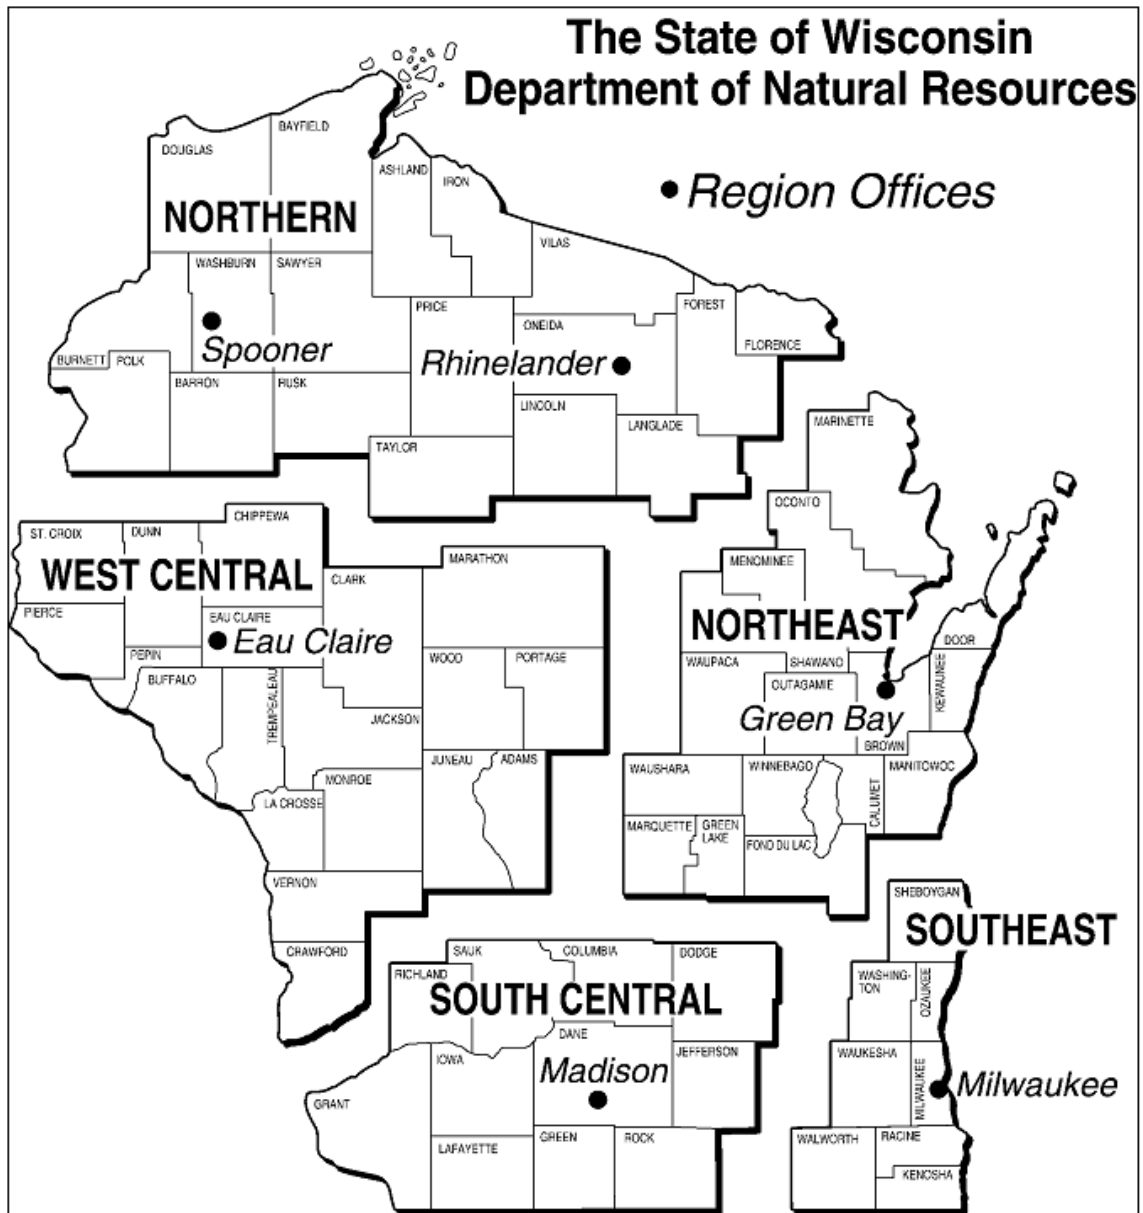 The State of Wisconsin
Department of Natural Resources
Region Offices
BAYFIELD
DOUGLAS
ASHLAND
IRON
NORTHERN
VILAS
WASHBURN
SAWYER
PRICE
FOREST
ONEIDA
FLORENCE
Spooner
Rhinelander
BURNETT
POLK
BARRON
RUSK
LINCOLN
LANGLADE
TAYLOR
MARINETTE
OCONTO
CHIPPEWA
ST. CROIX
DUNN
WEST CENTRAL
CLARK
MARATHON
MENOMINEE
PIERCE
EAU CLAIRE
Eau Claire
NORTHEAST
DOOR
PEPIN
WOOD
PORTAGE
WAUPACA
SHAWANO
BUFFALO
TREMPEALEAU
OUTAGAMIE
KEWAUNEE
JACKSON
Green Bay
BROWN
JUNEAU
ADAMS
WAUSHARA
WINNEBAGO
MANITOWOC
MONROE
LA CROSSE
CALUMET
MARQUETTE
GREEN
LAKE
FOND DU LAC
VERNON
SHEBOYGAN
SOUTHEAST
CRAWFORD
SAUK
COLUMBIA
DODGE
RICHLAND
SOUTH CENTRAL
WASHING-
TON
OZAUKEE
DANE
IOWA
JEFFERSON
WAUKESHA
Madison
MILWAUKEE
Milwaukee
GRANT
LAFAYETTE
GREEN
ROCK
WALWORTH
RACINE
KENOSHA